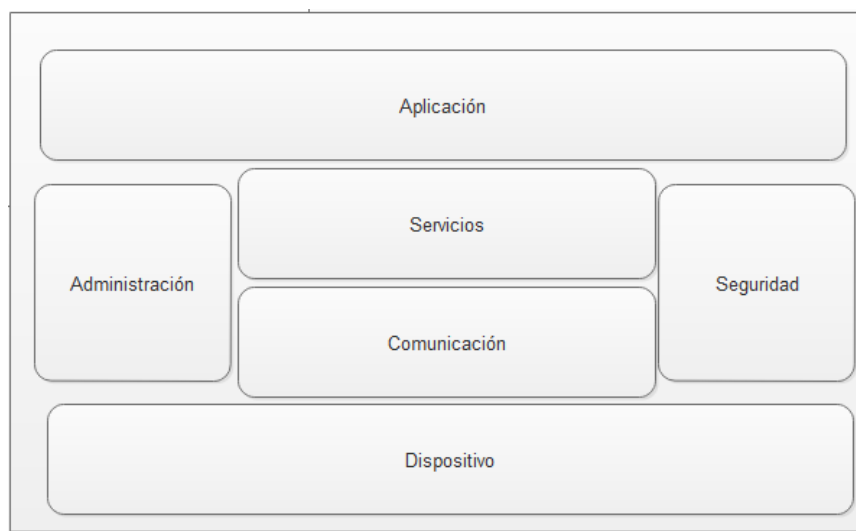 Aplicación
Servicios
Administración
Seguridad
Comunicación
Dispositivo